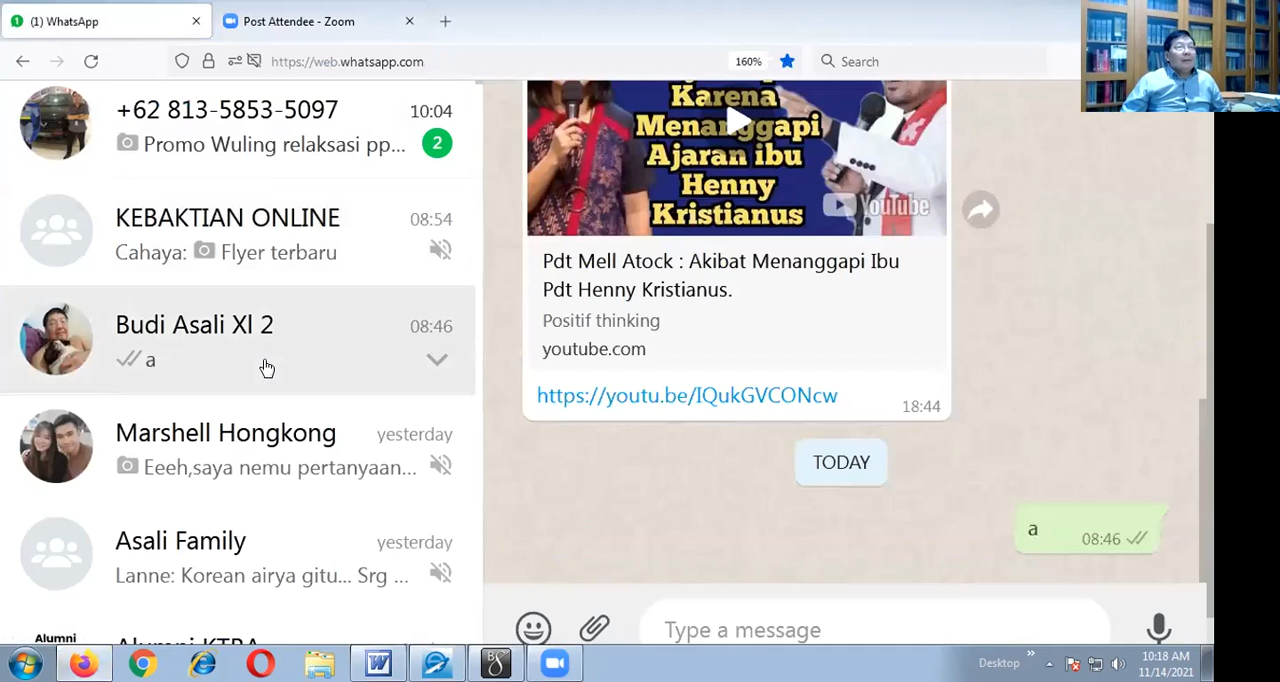 (1) WhatsApp
Post Attendee - Zoom
https://web.whatsapp.com
160%
Search
+62 813-5853-5097
10:04
Promo Wuling relaksasi pp...
2
KEBAKTIAN ONLINE
08:54
Cahaya: Flyer terbaru
Budi Asali Xl 2
08:46
a
Marshell Hongkong
yesterday
Eeeh,saya nemu pertanyaan...
Asali Family
yesterday
Lanne: Korean airya gitu... Srg ...
Alumni
Karena
Menanggapi
Ajaran ibu
Henny
Kristianus
YouTube
Pdt Mell Atock : Akibat Menanggapi Ibu
Pdt Henny Kristianus.
Positif thinking
youtube.com
https://youtu.be/IQukGVCONcw
18:44
TODAY
a
08:46
Type a message
Desktop
10:18 AM
11/14/2021